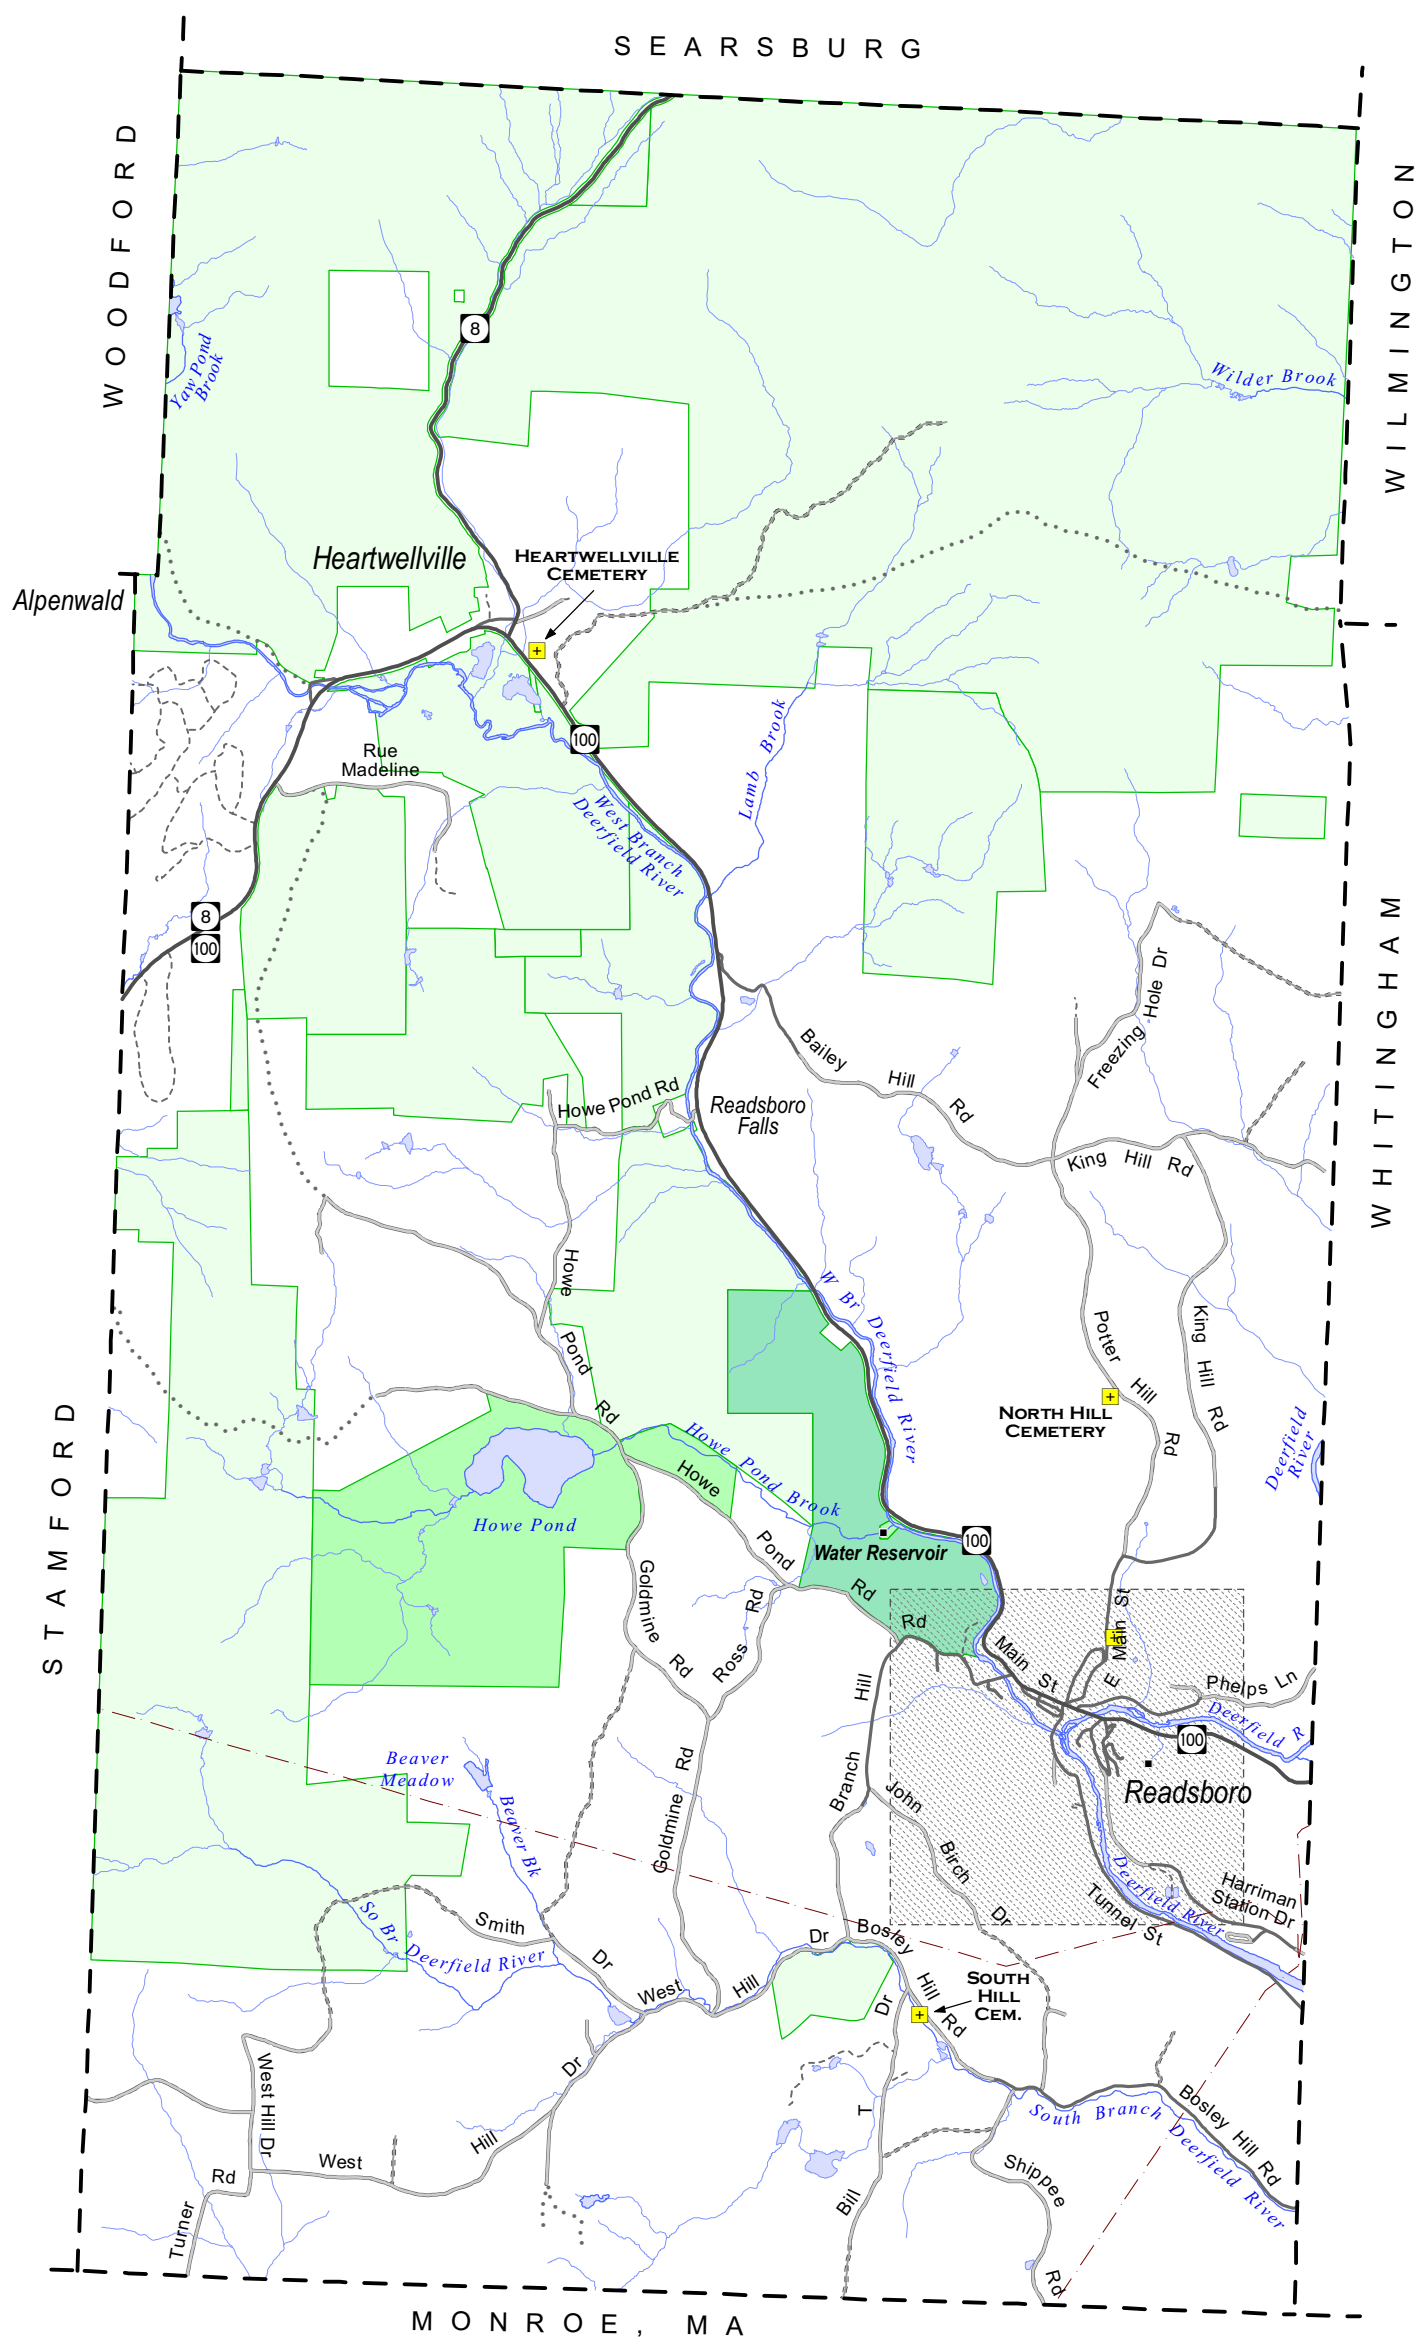 SEARSBURG
WOODFORD
WILMINGTON
8
Yaw Pond
Brook
Wilder Brook
Heartwellville
HEARTWELLVILLE
CEMETERY
Alpenwald
100
Rue
Madeline
Lamb Brook
West Branch
Deerfield River
8
100
WHITINGHAM
Freezing Hole Dr
Bailey Hill Rd
Howe Pond Rd
Readsboro
Falls
King Hill Rd
Howe Pond Rd
W Br Deerfield River
Potter Hill Rd
King Hill Rd
NORTH HILL
CEMETERY
STAMFORD
Deerfield
River
Howe Pond Brook
Howe Pond Rd
Howe Pond
Water Reservoir
100
Goldmine Rd
Ross Rd
Rd
Main St
E Main St
Phelps Ln
Deerfield R
100
Readsboro
Branch Hill
John Birch Dr
Beaver
Meadow
Beaver Bk
Goldmine Rd
Deerfield River
Tunnel St
Harriman
Station Dr
So Br Deerfield River
Smith Dr
West Hill Dr
Bosley Hill Rd
SOUTH
HILL
CEM.
West Hill Dr
West Hill Dr
Turner Rd
Bill T Dr
South Branch Deerfield River
Bosley Hill Rd
Shippee Rd
MONROE, MA